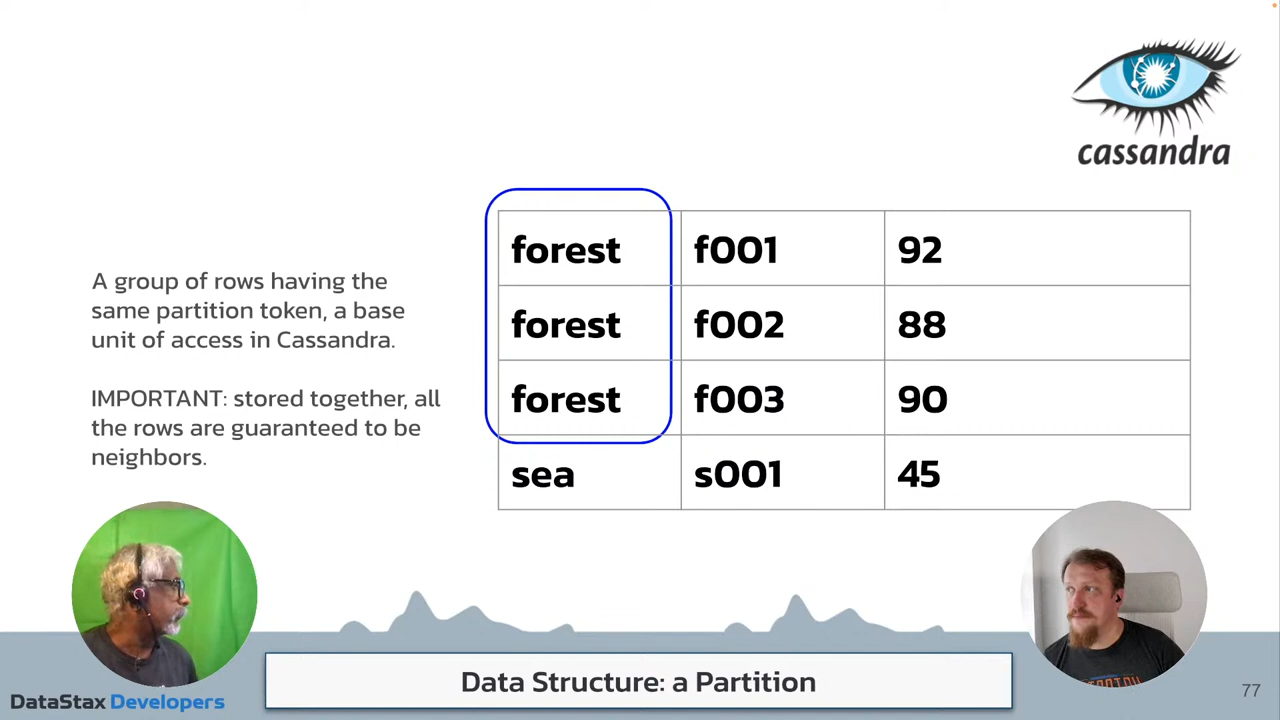 cassandra
A group of rows having the
same partition token, a base
unit of access in Cassandra.
IMPORTANT: stored together, all
the rows are guaranteed to be
neighbors.
forest f001 92
forest f002 88
forest f003 90
sea s001 45
Data Structure: a Partition
DataStax Developers
77